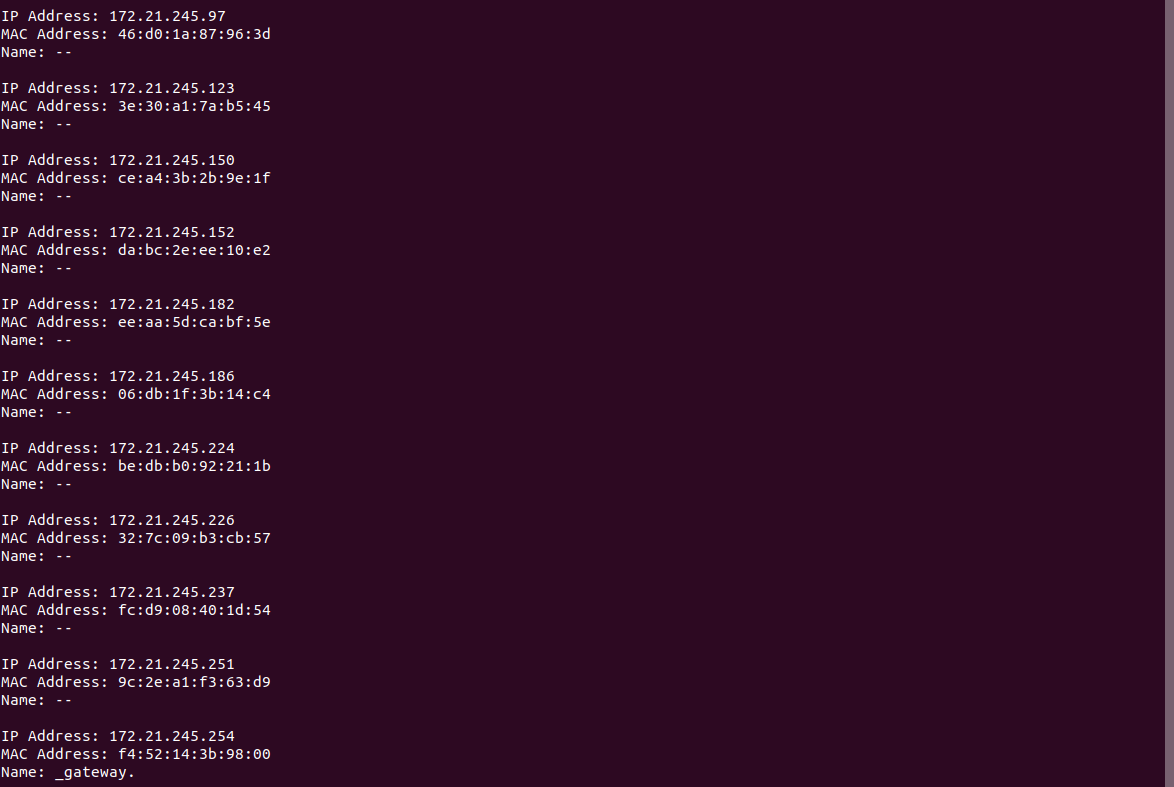 IP Address: 172.21.245.97
MAC Address: 46:d0:1a:87:96:3d
Name: --
IP Address: 172.21.245.123
MAC Address: 3e:30:a1:7a:b5:45
Name: --
IP Address: 172.21.245.150
MAC Address: ce:a4:3b:2b:9e:1f
Name: --
IP Address: 172.21.245.152
MAC Address: da:bc:2e:ee:10:e2
Name: --
IP Address: 172.21.245.182
MAC Address: ee:aa:5d:ca:bf:5e
Name: --
IP Address: 172.21.245.186
MAC Address: 06:db:1f:3b:14:c4
Name: --
IP Address: 172.21.245.224
MAC Address: be:db:b0:92:21:1b
Name: --
IP Address: 172.21.245.226
MAC Address: 32:7c:09:b3:cb:57
Name: --
IP Address: 172.21.245.237
MAC Address: fc:d9:08:40:1d:54
Name: --
IP Address: 172.21.245.251
MAC Address: 9c:2e:a1:f3:63:d9
Name: --
IP Address: 172.21.245.254
MAC Address: f4:52:14:3b:98:00
Name: _gateway.